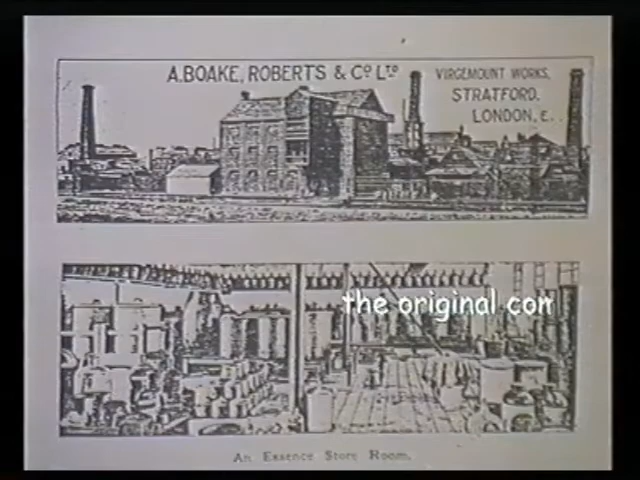 A. BOAKE, ROBERTS & Cº Lᵀᴰ
VIRGEMOUNT WORKS,
STRATFORD,
LONDON, E.
the original con
An Essence Store Room.